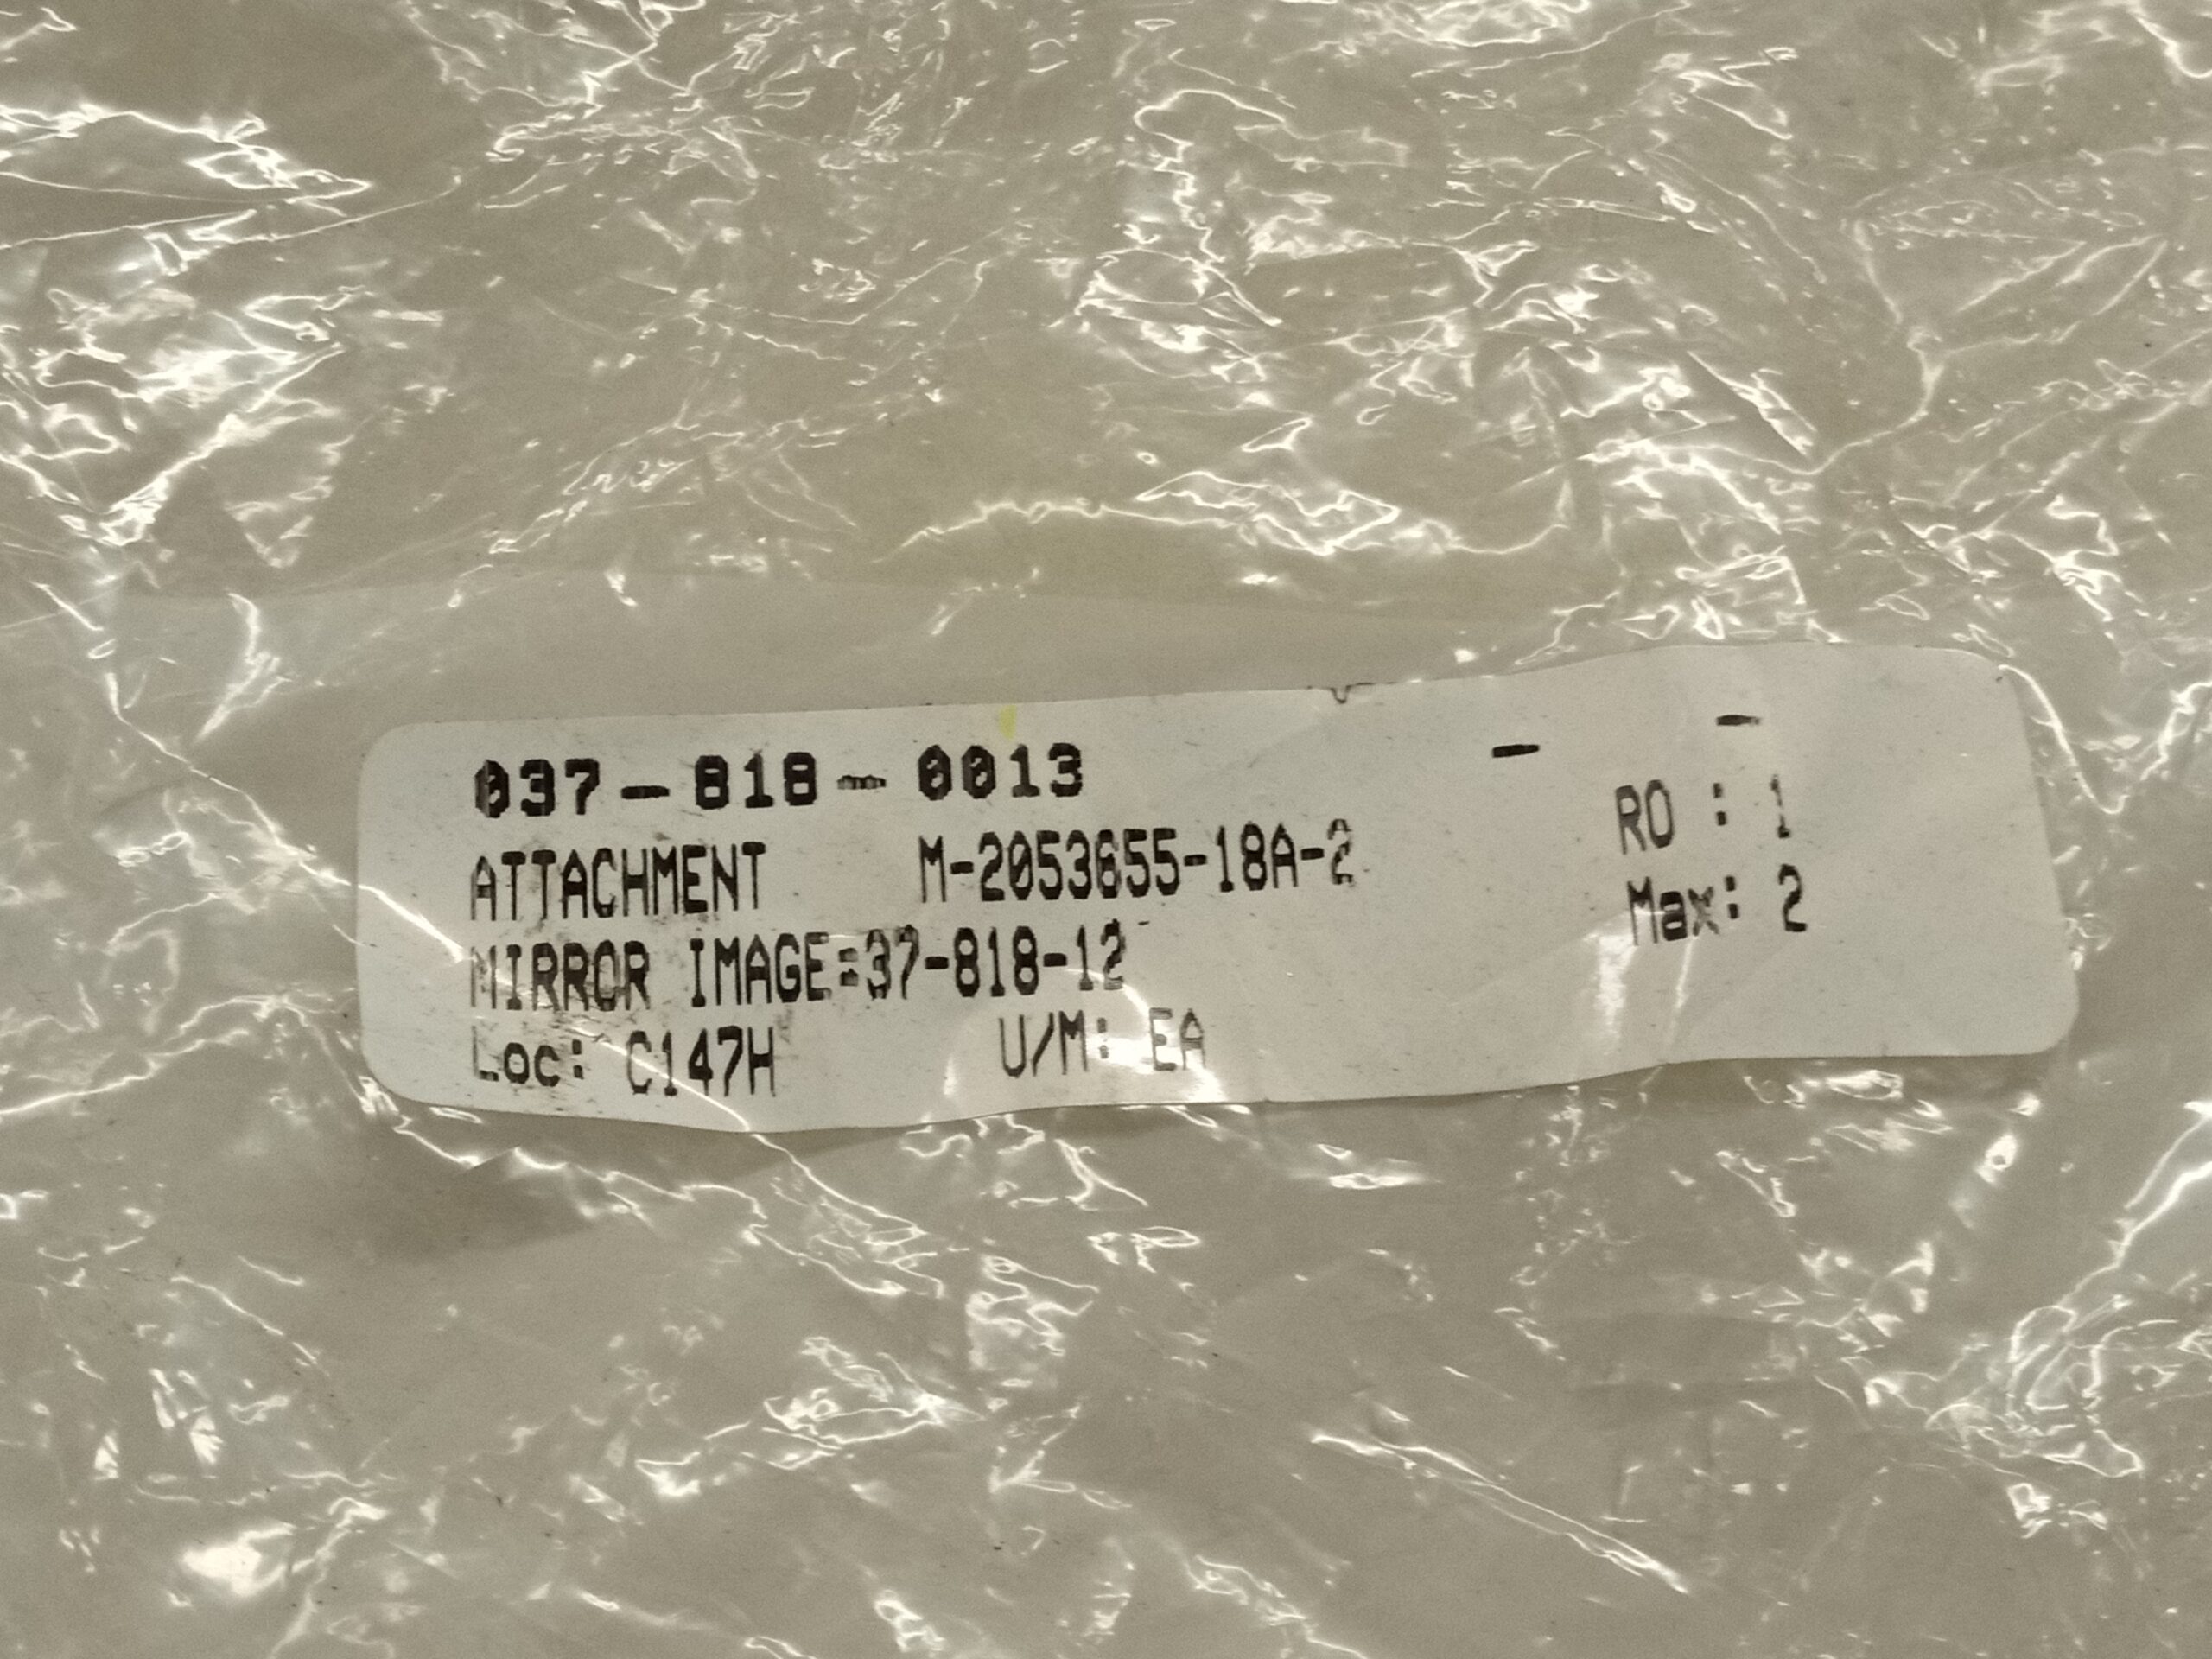 037-818-0013 - -
ATTACHMENT M-2053655-18A-2 RO : 1
MIRROR IMAGE:37-818-12 Max: 2
Loc: C147H U/M: EA